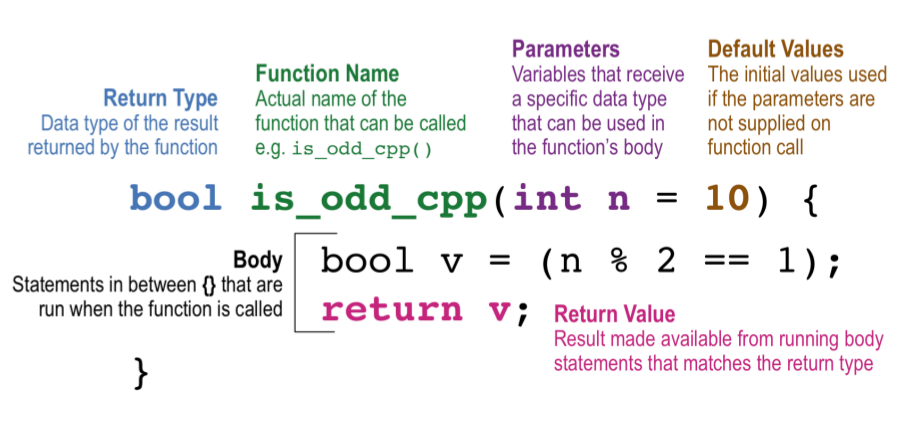 Return Type
Data type of the result
returned by the function
Function Name
Actual name of the
function that can be called
e.g. is_odd_cpp()
Parameters
Variables that receive
a specific data type
that can be used in
the function's body
Default Values
The initial values used
if the parameters are
not supplied on
function call
bool is_odd_cpp(int n = 10) {
Body
Statements in between {} that are
run when the function is called
bool v = (n % 2 == 1);
return v;
Return Value
Result made available from running body
statements that matches the return type
}